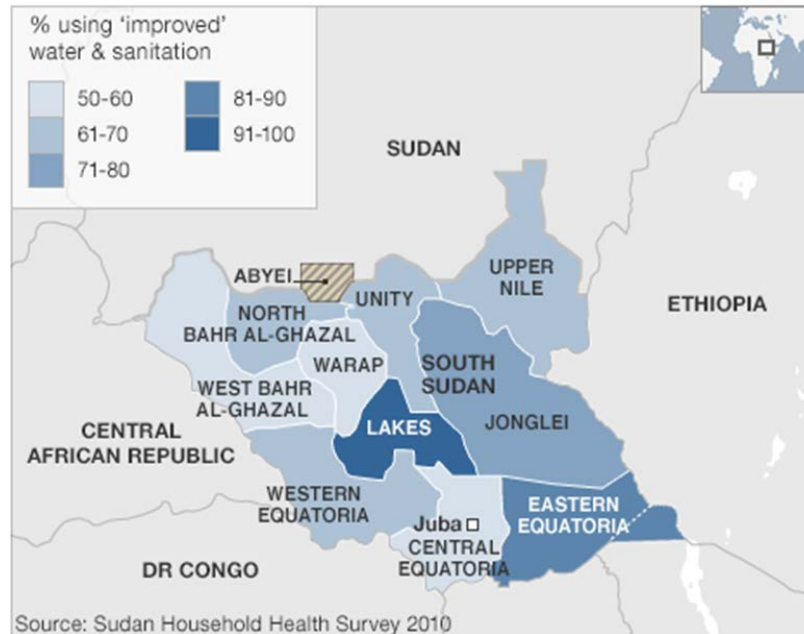 % using ‘improved’
water & sanitation
50-60
61-70
71-80
81-90
91-100
SUDAN
ABYEI
UPPER
NILE
UNITY
ETHIOPIA
NORTH
BAHR AL-GHAZAL
WARAP
SOUTH
SUDAN
WEST BAHR
AL-GHAZAL
LAKES
JONGLEI
CENTRAL
AFRICAN REPUBLIC
WESTERN
EQUATORIA
EASTERN
EQUATORIA
Juba
CENTRAL
EQUATORIA
DR CONGO
Source: Sudan Household Health Survey 2010